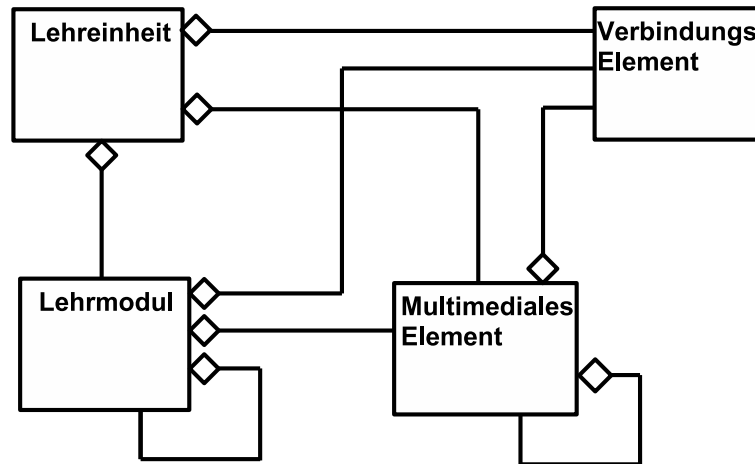 Lehreinheit
Verbindungs
Element
Lehrmodul
Multimediales
Element